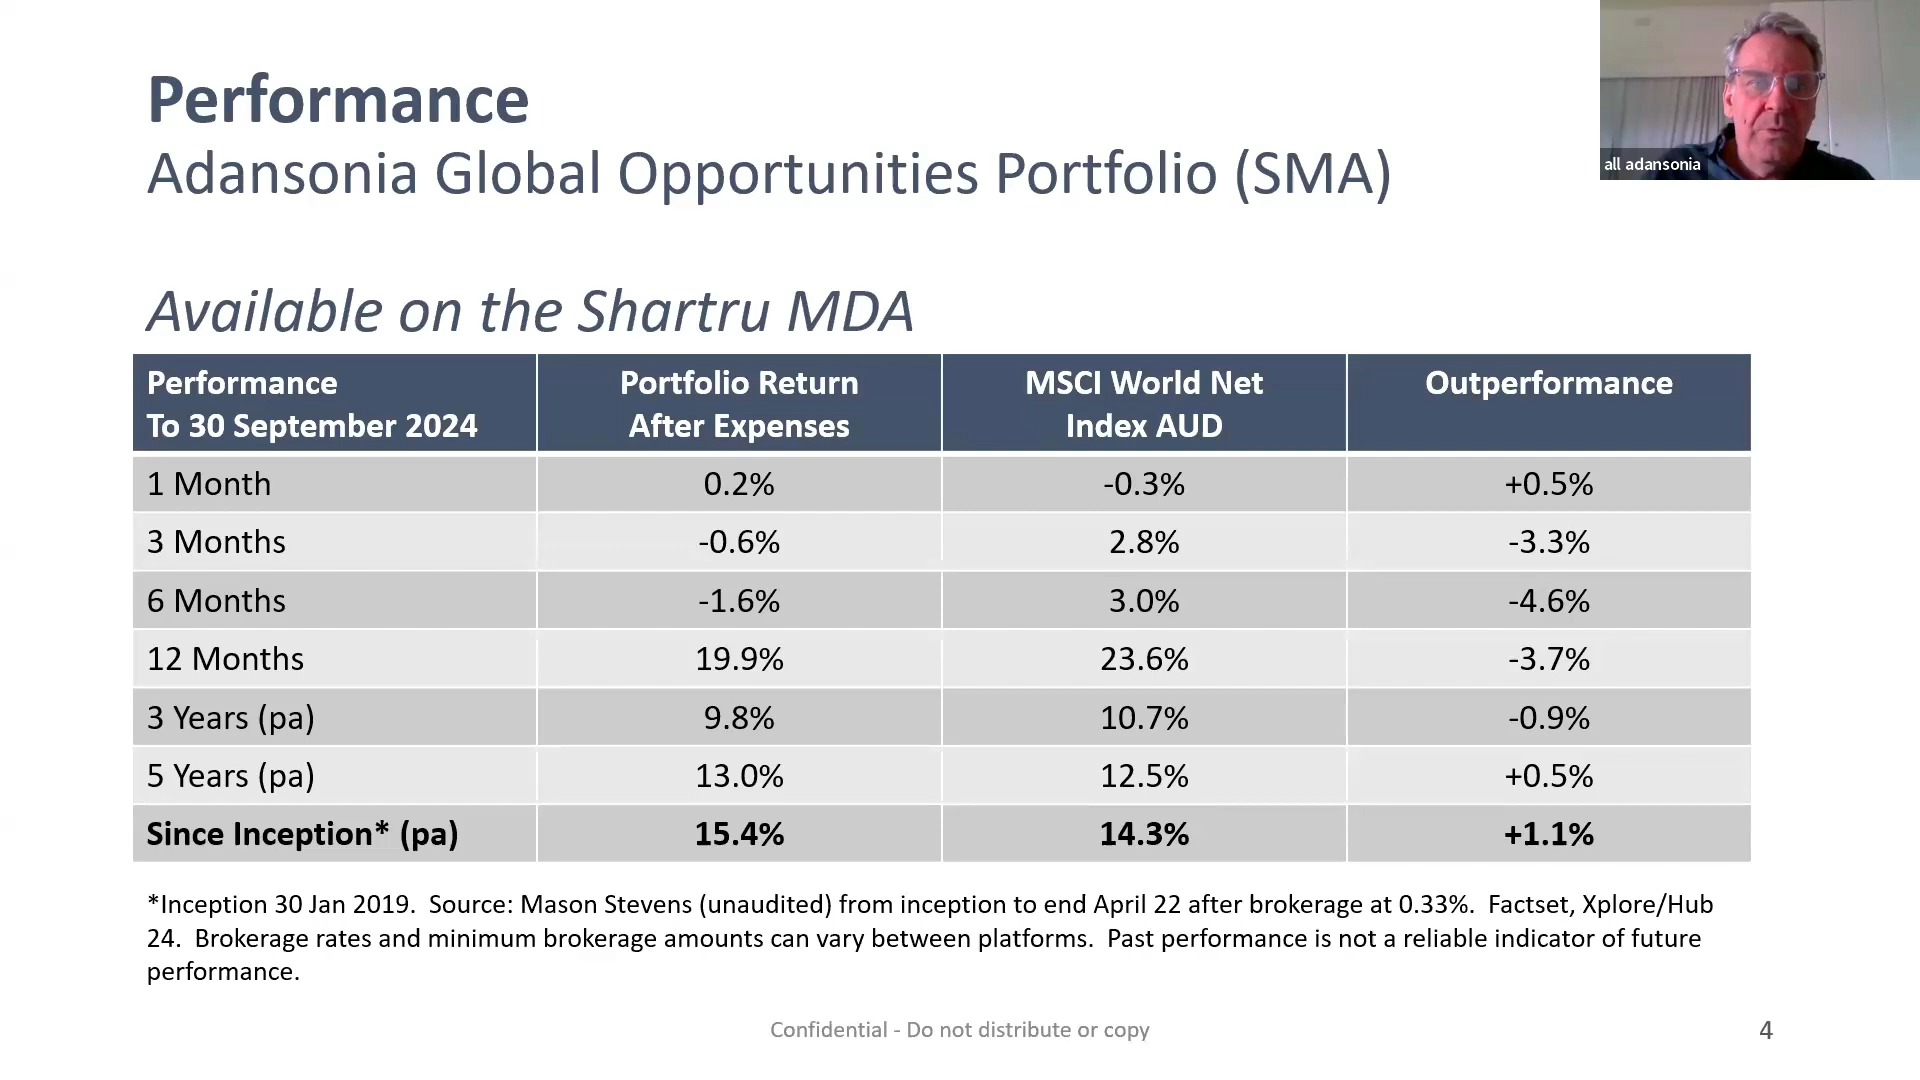 Performance
Adansonia Global Opportunities Portfolio (SMA)
all adansonia
Available on the Shartru MDA
Performance
To 30 September 2024
Portfolio Return
After Expenses
MSCI World Net
Index AUD
Outperformance
1 Month 0.2% -0.3% +0.5%
3 Months -0.6% 2.8% -3.3%
6 Months -1.6% 3.0% -4.6%
12 Months 19.9% 23.6% -3.7%
3 Years (pa) 9.8% 10.7% -0.9%
5 Years (pa) 13.0% 12.5% +0.5%
Since Inception* (pa) 15.4% 14.3% +1.1%
*Inception 30 Jan 2019. Source: Mason Stevens (unaudited) from inception to end April 22 after brokerage at 0.33%. Factset, Xplore/Hub
24. Brokerage rates and minimum brokerage amounts can vary between platforms. Past performance is not a reliable indicator of future
performance.
Confidential - Do not distribute or copy
4